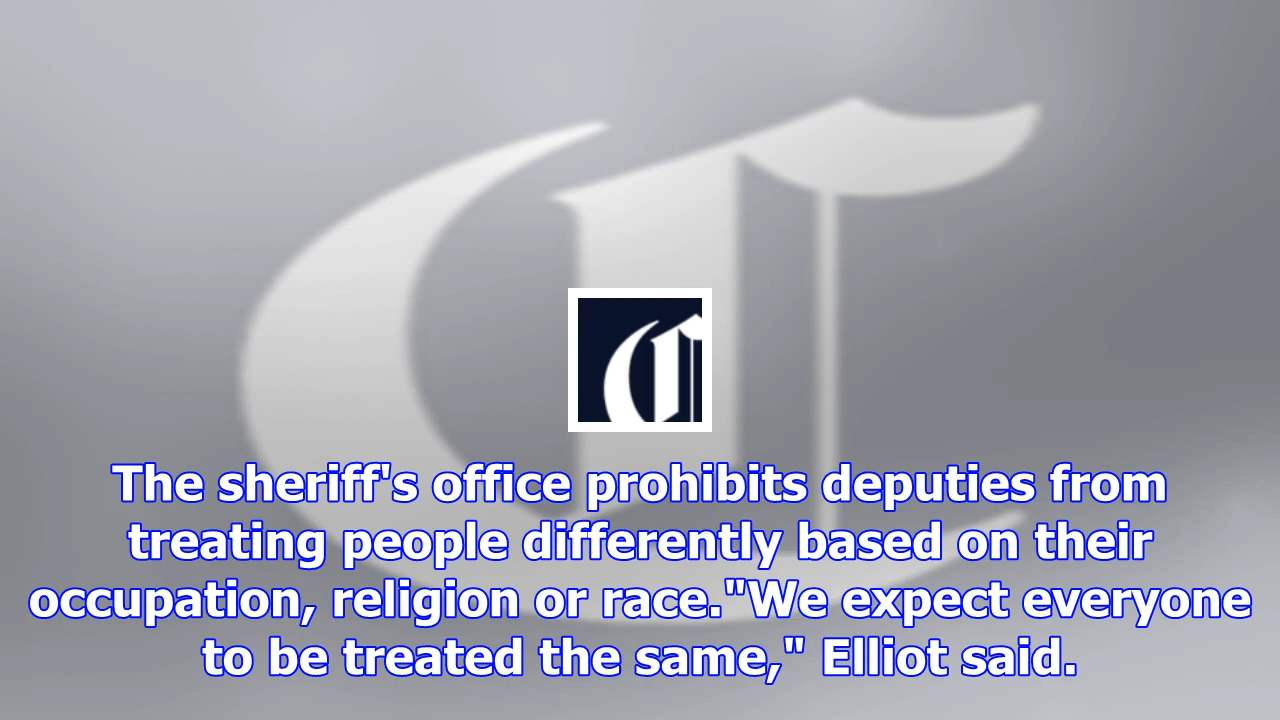 The sheriff's office prohibits deputies from
treating people differently based on their
occupation, religion or race."We expect everyone
to be treated the same," Elliot said.